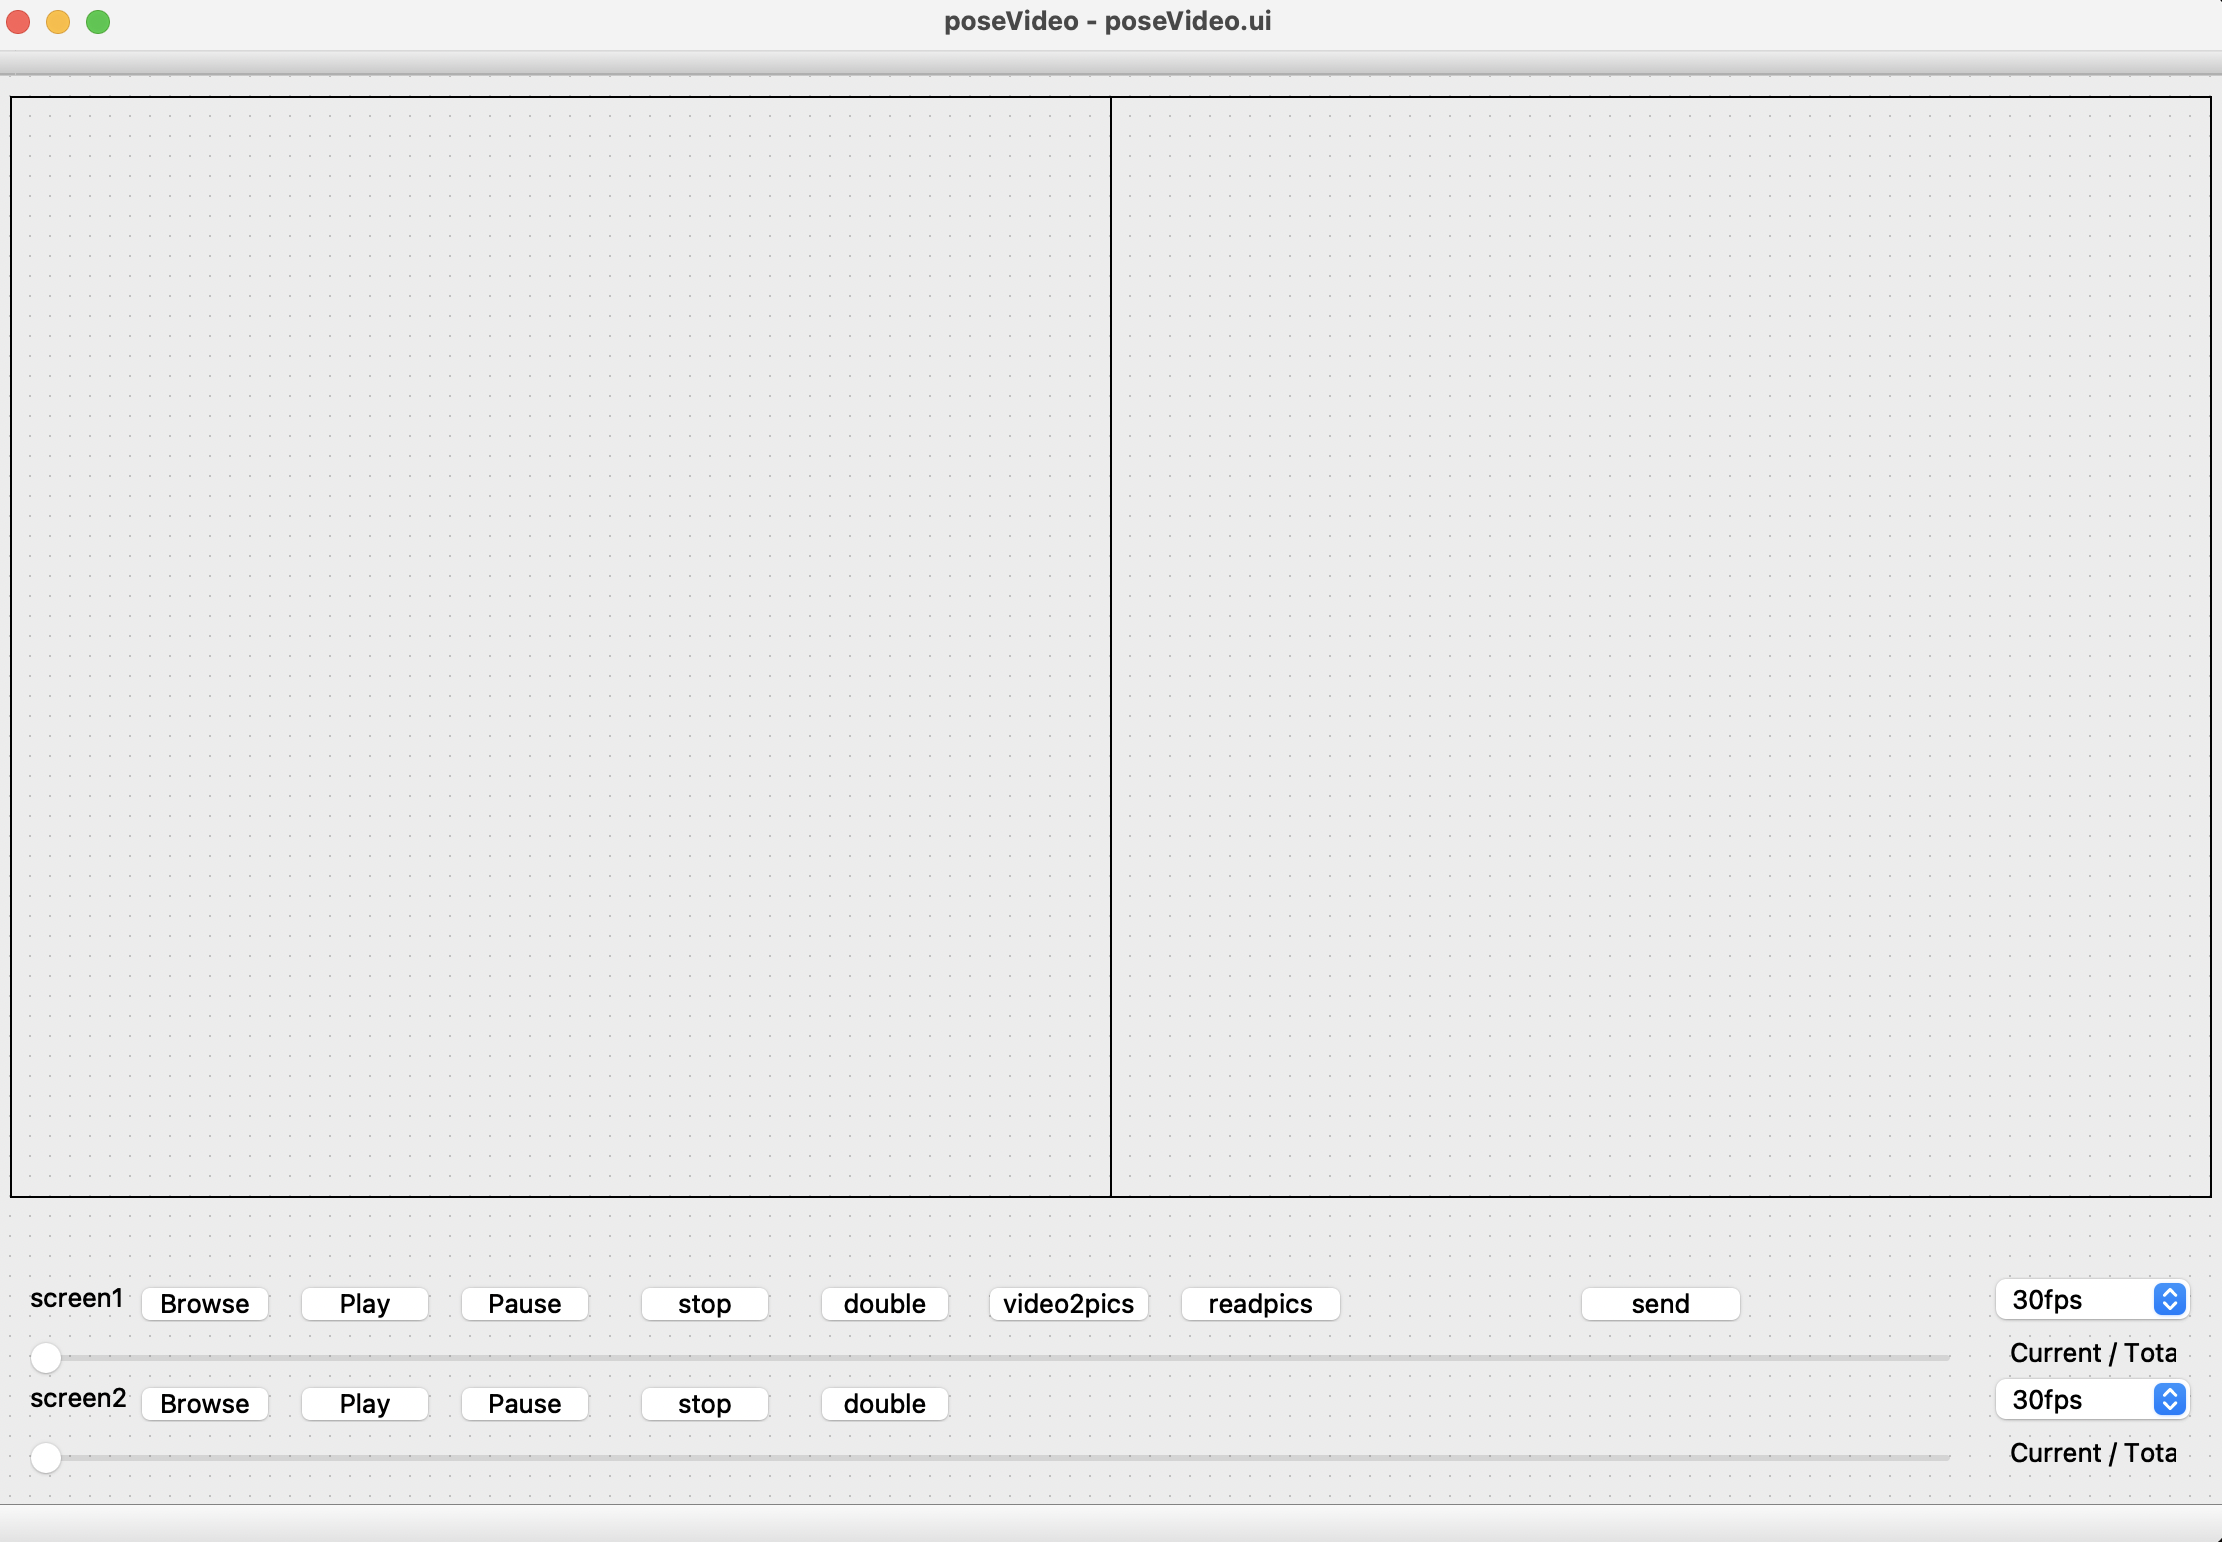 poseVideo - poseVideo.ui
screen1 Browse Play Pause stop double video2pics readpics send 30fps
Current / Tota
screen2 Browse Play Pause stop double 30fps
Current / Tota